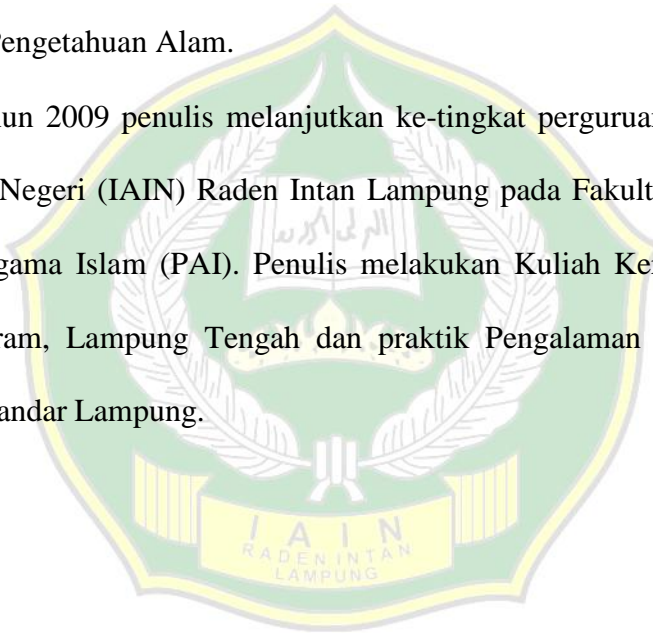 Pengetahuan Alam.
un 2009 penulis melanjutkan ke-tingkat perguruan
Negeri (IAIN) Raden Intan Lampung pada Fakult
gama Islam (PAI). Penulis melakukan Kuliah Ke
ram, Lampung Tengah dan praktik Pengalaman
andar Lampung.
I A I N
RADEN INTAN
LAMPUNG